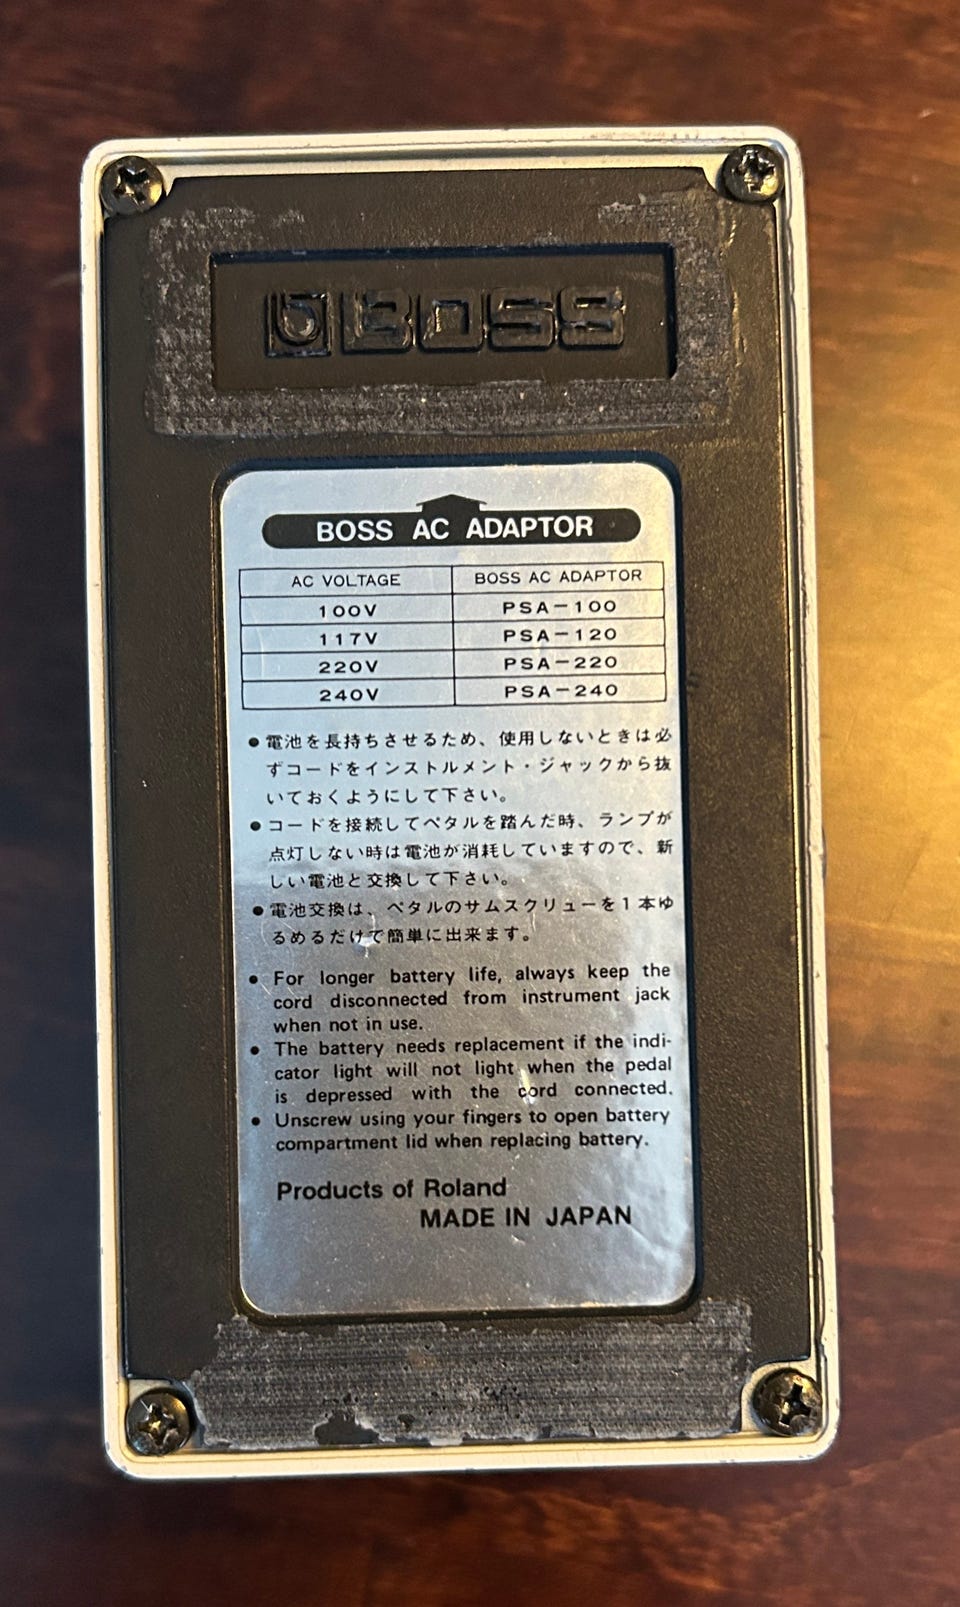 BOSS
BOSS AC ADAPTOR
AC VOLTAGE BOSS AC ADAPTOR
100V PSA-100
117V PSA-120
220V PSA-220
240V PSA-240
●電池を長持ちさせるため、使用しないときは必
ずコードをインストルメント・ジャックから抜
いておくようにして下さい。
●コードを接続してペタルを踏んだ時、ランプが
点灯しない時は電池が消耗していますので、新
しい電池と交換して下さい。
●電池交換は、ペタルのサムスクリューを1本ゆ
るめるだけで簡単に出来ます。
● For longer battery life, always keep the
cord disconnected from instrument jack
when not in use.
● The battery needs replacement if the indi-
cator light will not light when the pedal
is depressed with the cord connected.
● Unscrew using your fingers to open battery
compartment lid when replacing battery.
Products of Roland
MADE IN JAPAN